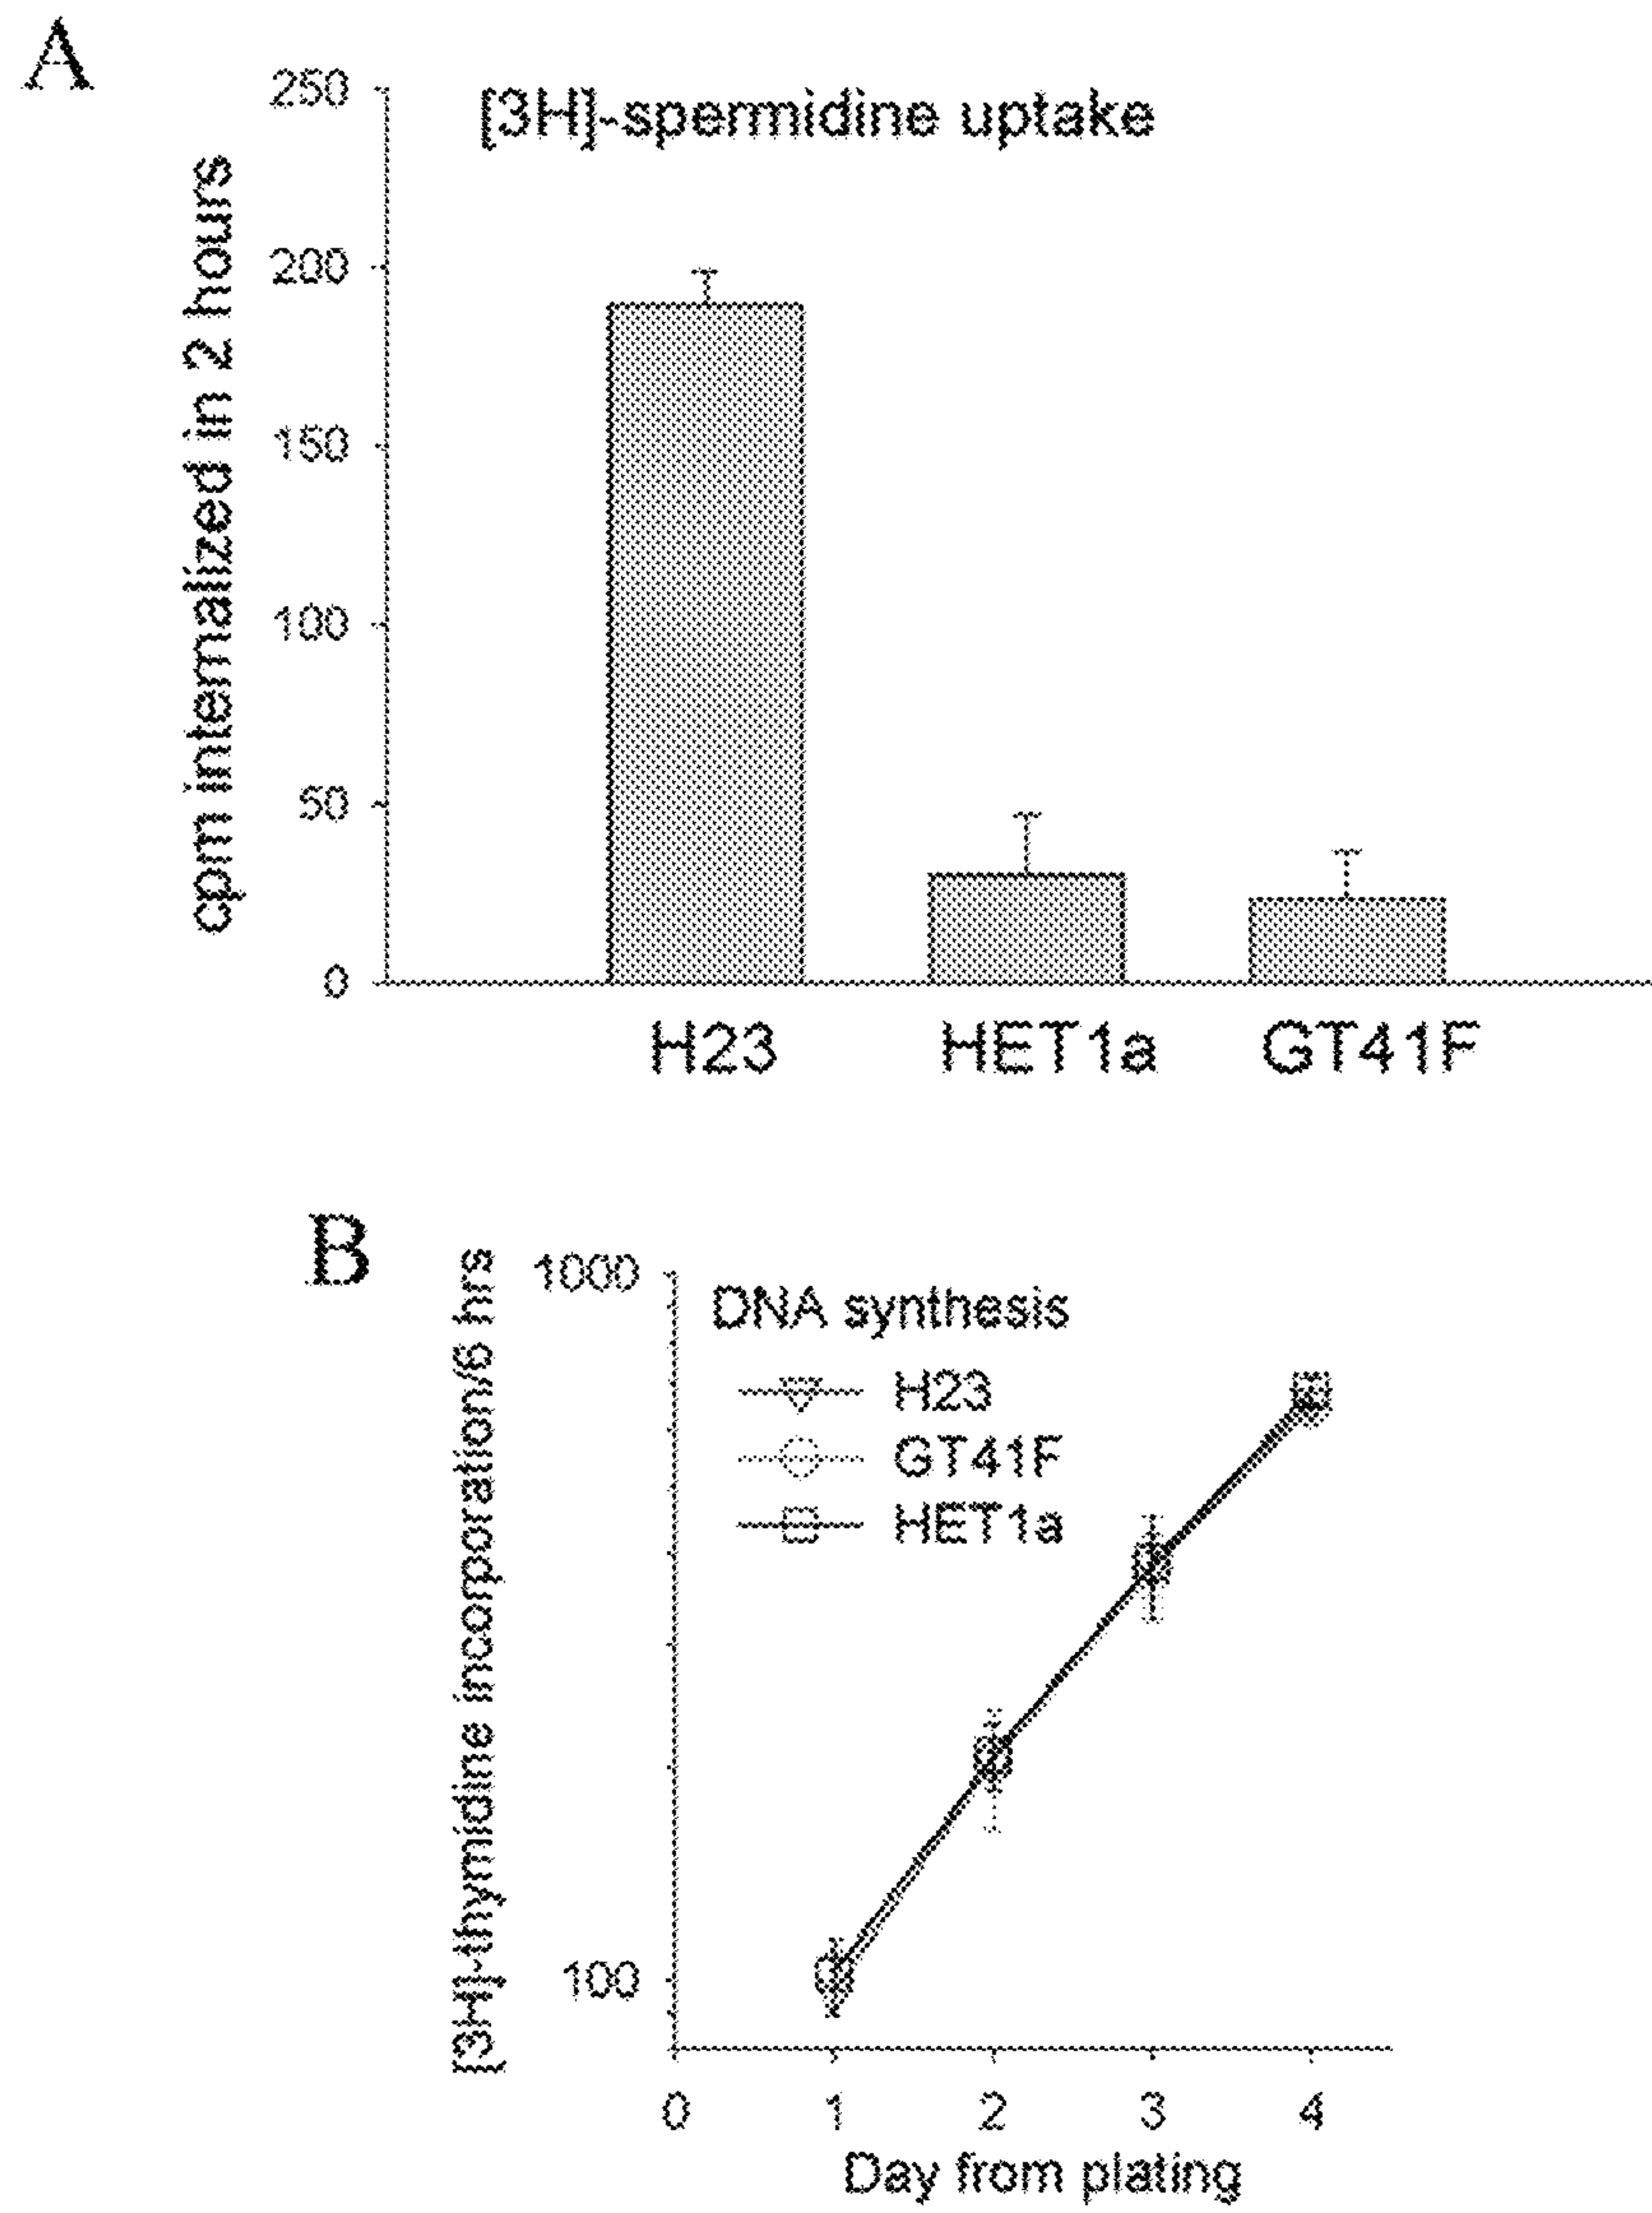 A
[3H]-spermidine uptake
cpm internalized in 2 hours
250
200
150
100
50
0
H23
HET1a
GT41F
B
DNA synthesis
[3H]-thymidine incorporation/6 hrs
1000
100
H23
GT41F
HET1a
0
1
2
3
4
Day from plating